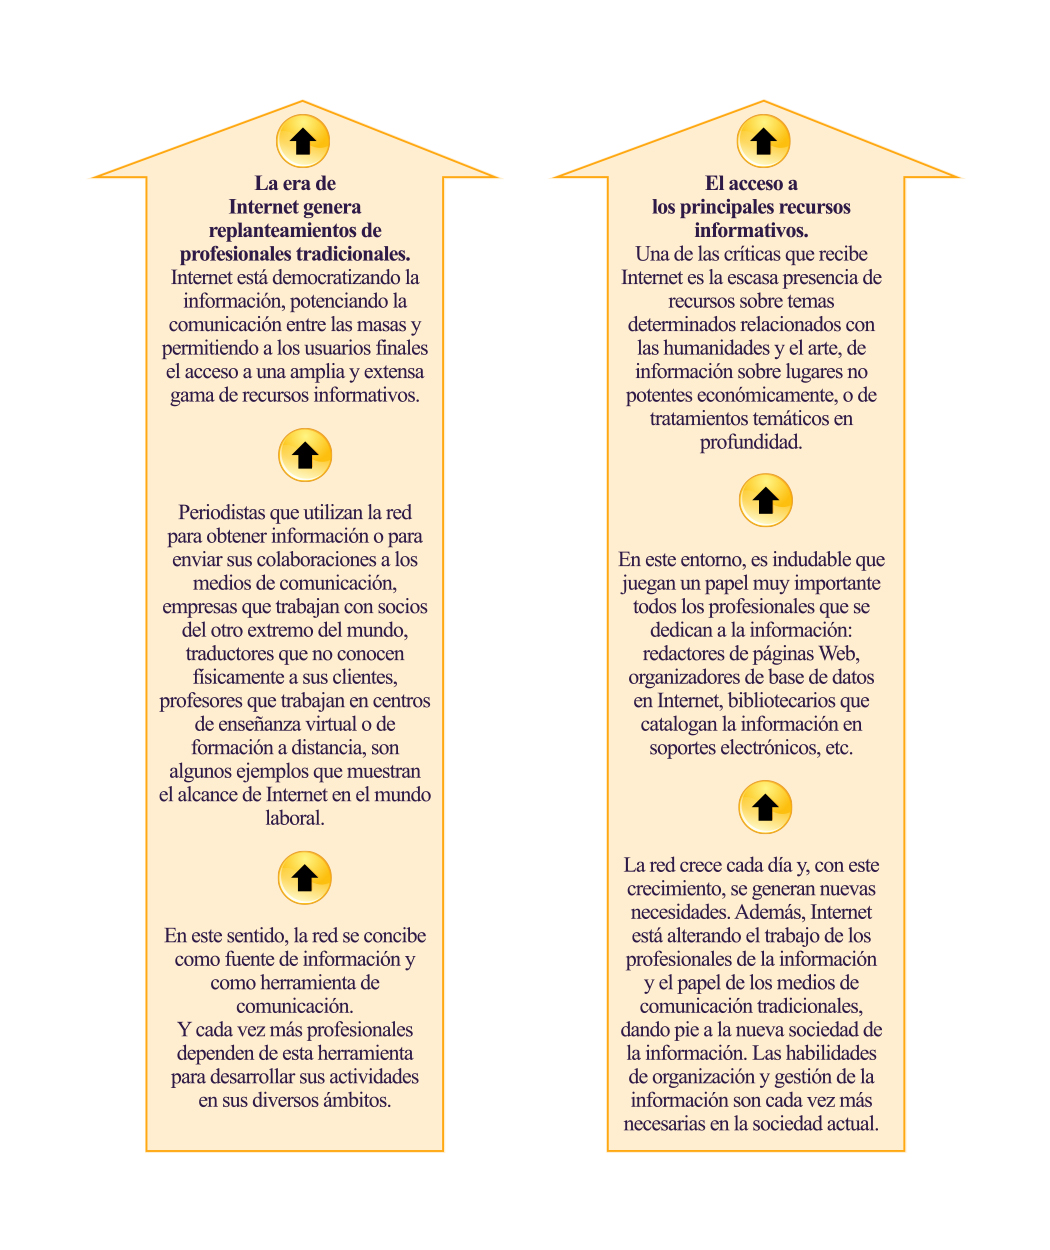 La era de
Internet genera
replanteamientos de
profesionales tradicionales.
Internet está democratizando la
información, potenciando la
comunicación entre las masas y
permitiendo a los usuarios finales
el acceso a una amplia y extensa
gama de recursos informativos.
Periodistas que utilizan la red
para obtener información o para
enviar sus colaboraciones a los
medios de comunicación,
empresas que trabajan con socios
del otro extremo del mundo,
traductores que no conocen
físicamente a sus clientes,
profesores que trabajan en centros
de enseñanza virtual o de
formación a distancia, son
algunos ejemplos que muestran
el alcance de Internet en el mundo
laboral.
En este sentido, la red se concibe
como fuente de información y
como herramienta de
comunicación.
Y cada vez más profesionales
dependen de esta herramienta
para desarrollar sus actividades
en sus diversos ámbitos.
El acceso a
los principales recursos
informativos.
Una de las críticas que recibe
Internet es la escasa presencia de
recursos sobre temas
determinados relacionados con
las humanidades y el arte, de
información sobre lugares no
potentes económicamente, o de
tratamientos temáticos en
profundidad.
En este entorno, es indudable que
juegan un papel muy importante
todos los profesionales que se
dedican a la información:
redactores de páginas Web,
organizadores de base de datos
en Internet, bibliotecarios que
catalogan la información en
soportes electrónicos, etc.
La red crece cada día y, con este
crecimiento, se generan nuevas
necesidades. Además, Internet
está alterando el trabajo de los
profesionales de la información
y el papel de los medios de
comunicación tradicionales,
dando pie a la nueva sociedad de
la información. Las habilidades
de organización y gestión de la
información son cada vez más
necesarias en la sociedad actual.